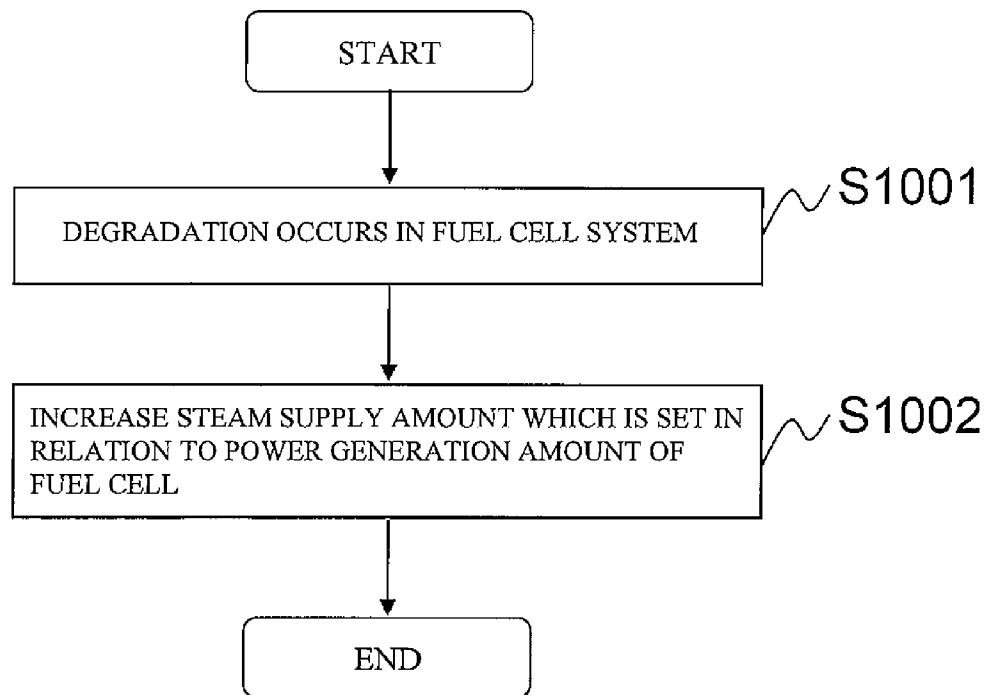 START
DEGRADATION OCCURS IN FUEL CELL SYSTEM
S1001
INCREASE STEAM SUPPLY AMOUNT WHICH IS SET IN
RELATION TO POWER GENERATION AMOUNT OF
FUEL CELL
S1002
END